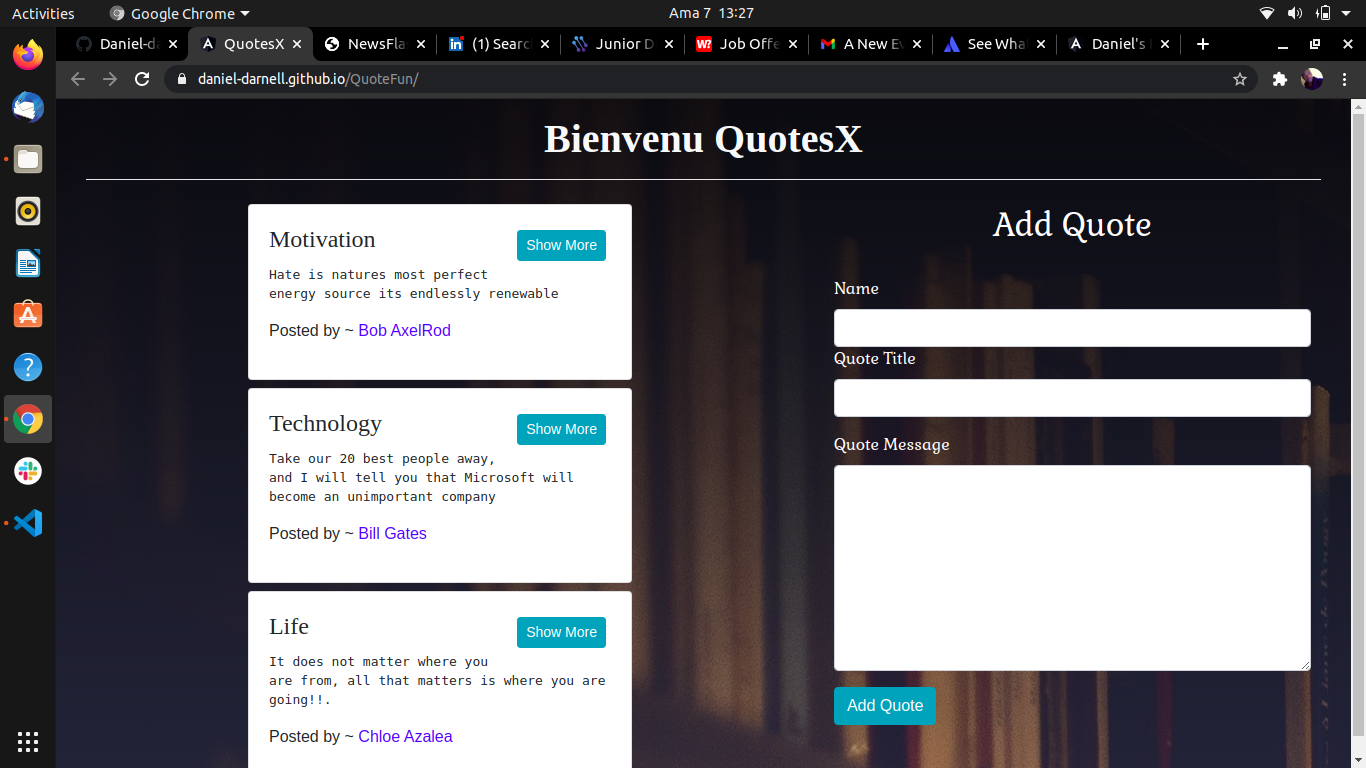 Activities
Google Chrome
Ama 7 13:27
Daniel-da
QuotesX
NewsFla
(1) Searc
Junior D
Job Offe
A New Ev
See Wha
Daniel's
daniel-darnell.github.io/QuoteFun/
Bienvenu QuotesX
Motivation
Show More
Hate is natures most perfect
energy source its endlessly renewable
Posted by ~ Bob AxelRod
Technology
Show More
Take our 20 best people away,
and I will tell you that Microsoft will
become an unimportant company
Posted by ~ Bill Gates
Life
Show More
It does not matter where you
are from, all that matters is where you are
going!!.
Posted by ~ Chloe Azalea
Add Quote
Name
Quote Title
Quote Message
Add Quote